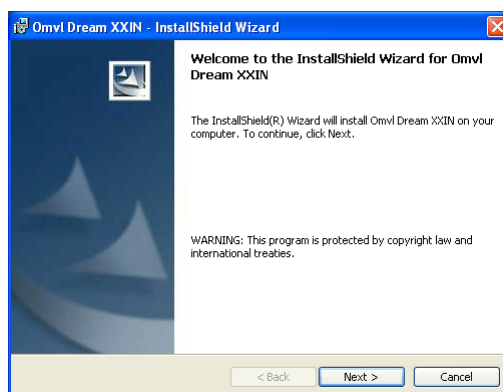 Omvl Dream XXIN - InstallShield Wizard
Welcome to the InstallShield Wizard for Omvl
Dream XXIN
The InstallShield(R) Wizard will install Omvl Dream XXIN on your
computer. To continue, click Next.
WARNING: This program is protected by copyright law and
international treaties.
< Back
Next >
Cancel